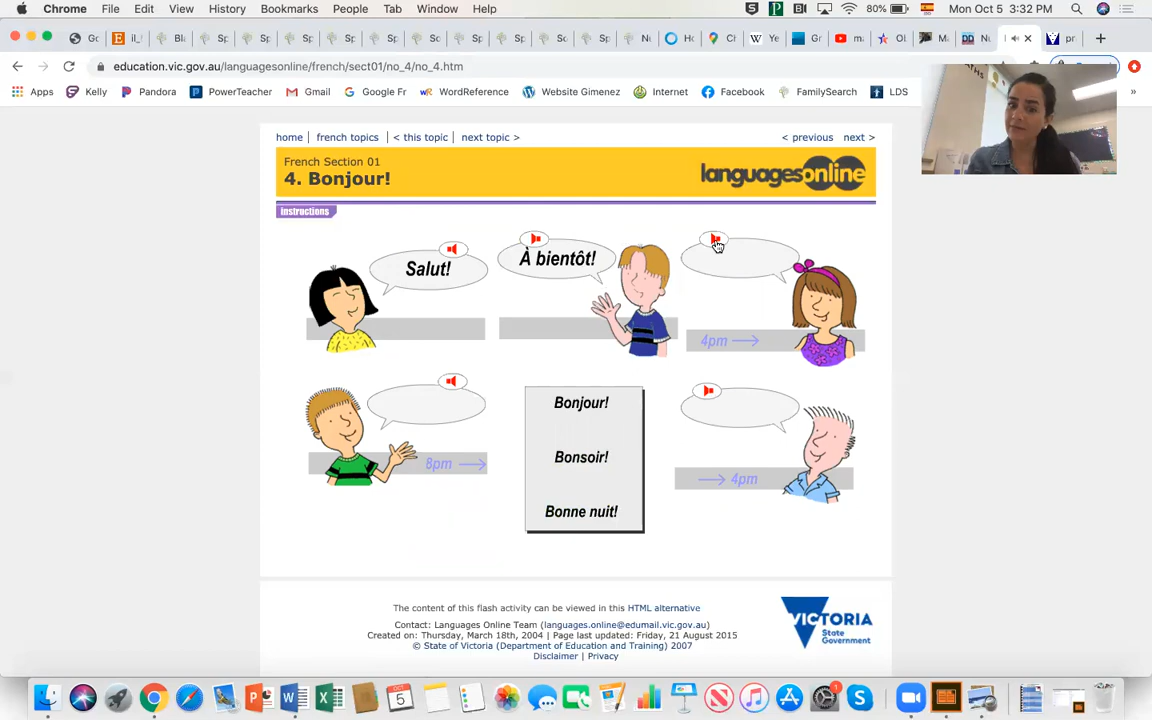 Chrome File Edit View History Bookmarks People Tab Window Help 80% Mon Oct 5 3:32 PM
education.vic.gov.au/languagesonline/french/sect01/no_4/no_4.htm
Apps Kelly Pandora PowerTeacher Gmail Google Fr WordReference Website Gimenez Internet Facebook FamilySearch LDS »
home french topics < this topic next topic > < previous next >
French Section 01
4. Bonjour!
languagesonline
instructions
Salut!
À bientôt!
4pm
8pm
Bonjour!
Bonsoir!
Bonne nuit!
4pm
The content of this flash activity can be viewed in this HTML alternative
Contact: Languages Online Team (languages.online@edumail.vic.gov.au)
Created on: Thursday, March 18th, 2004 | Page last updated: Friday, 21 August 2015
© State of Victoria (Department of Education and Training) 2007
Disclaimer | Privacy
VICTORIA
State
Government